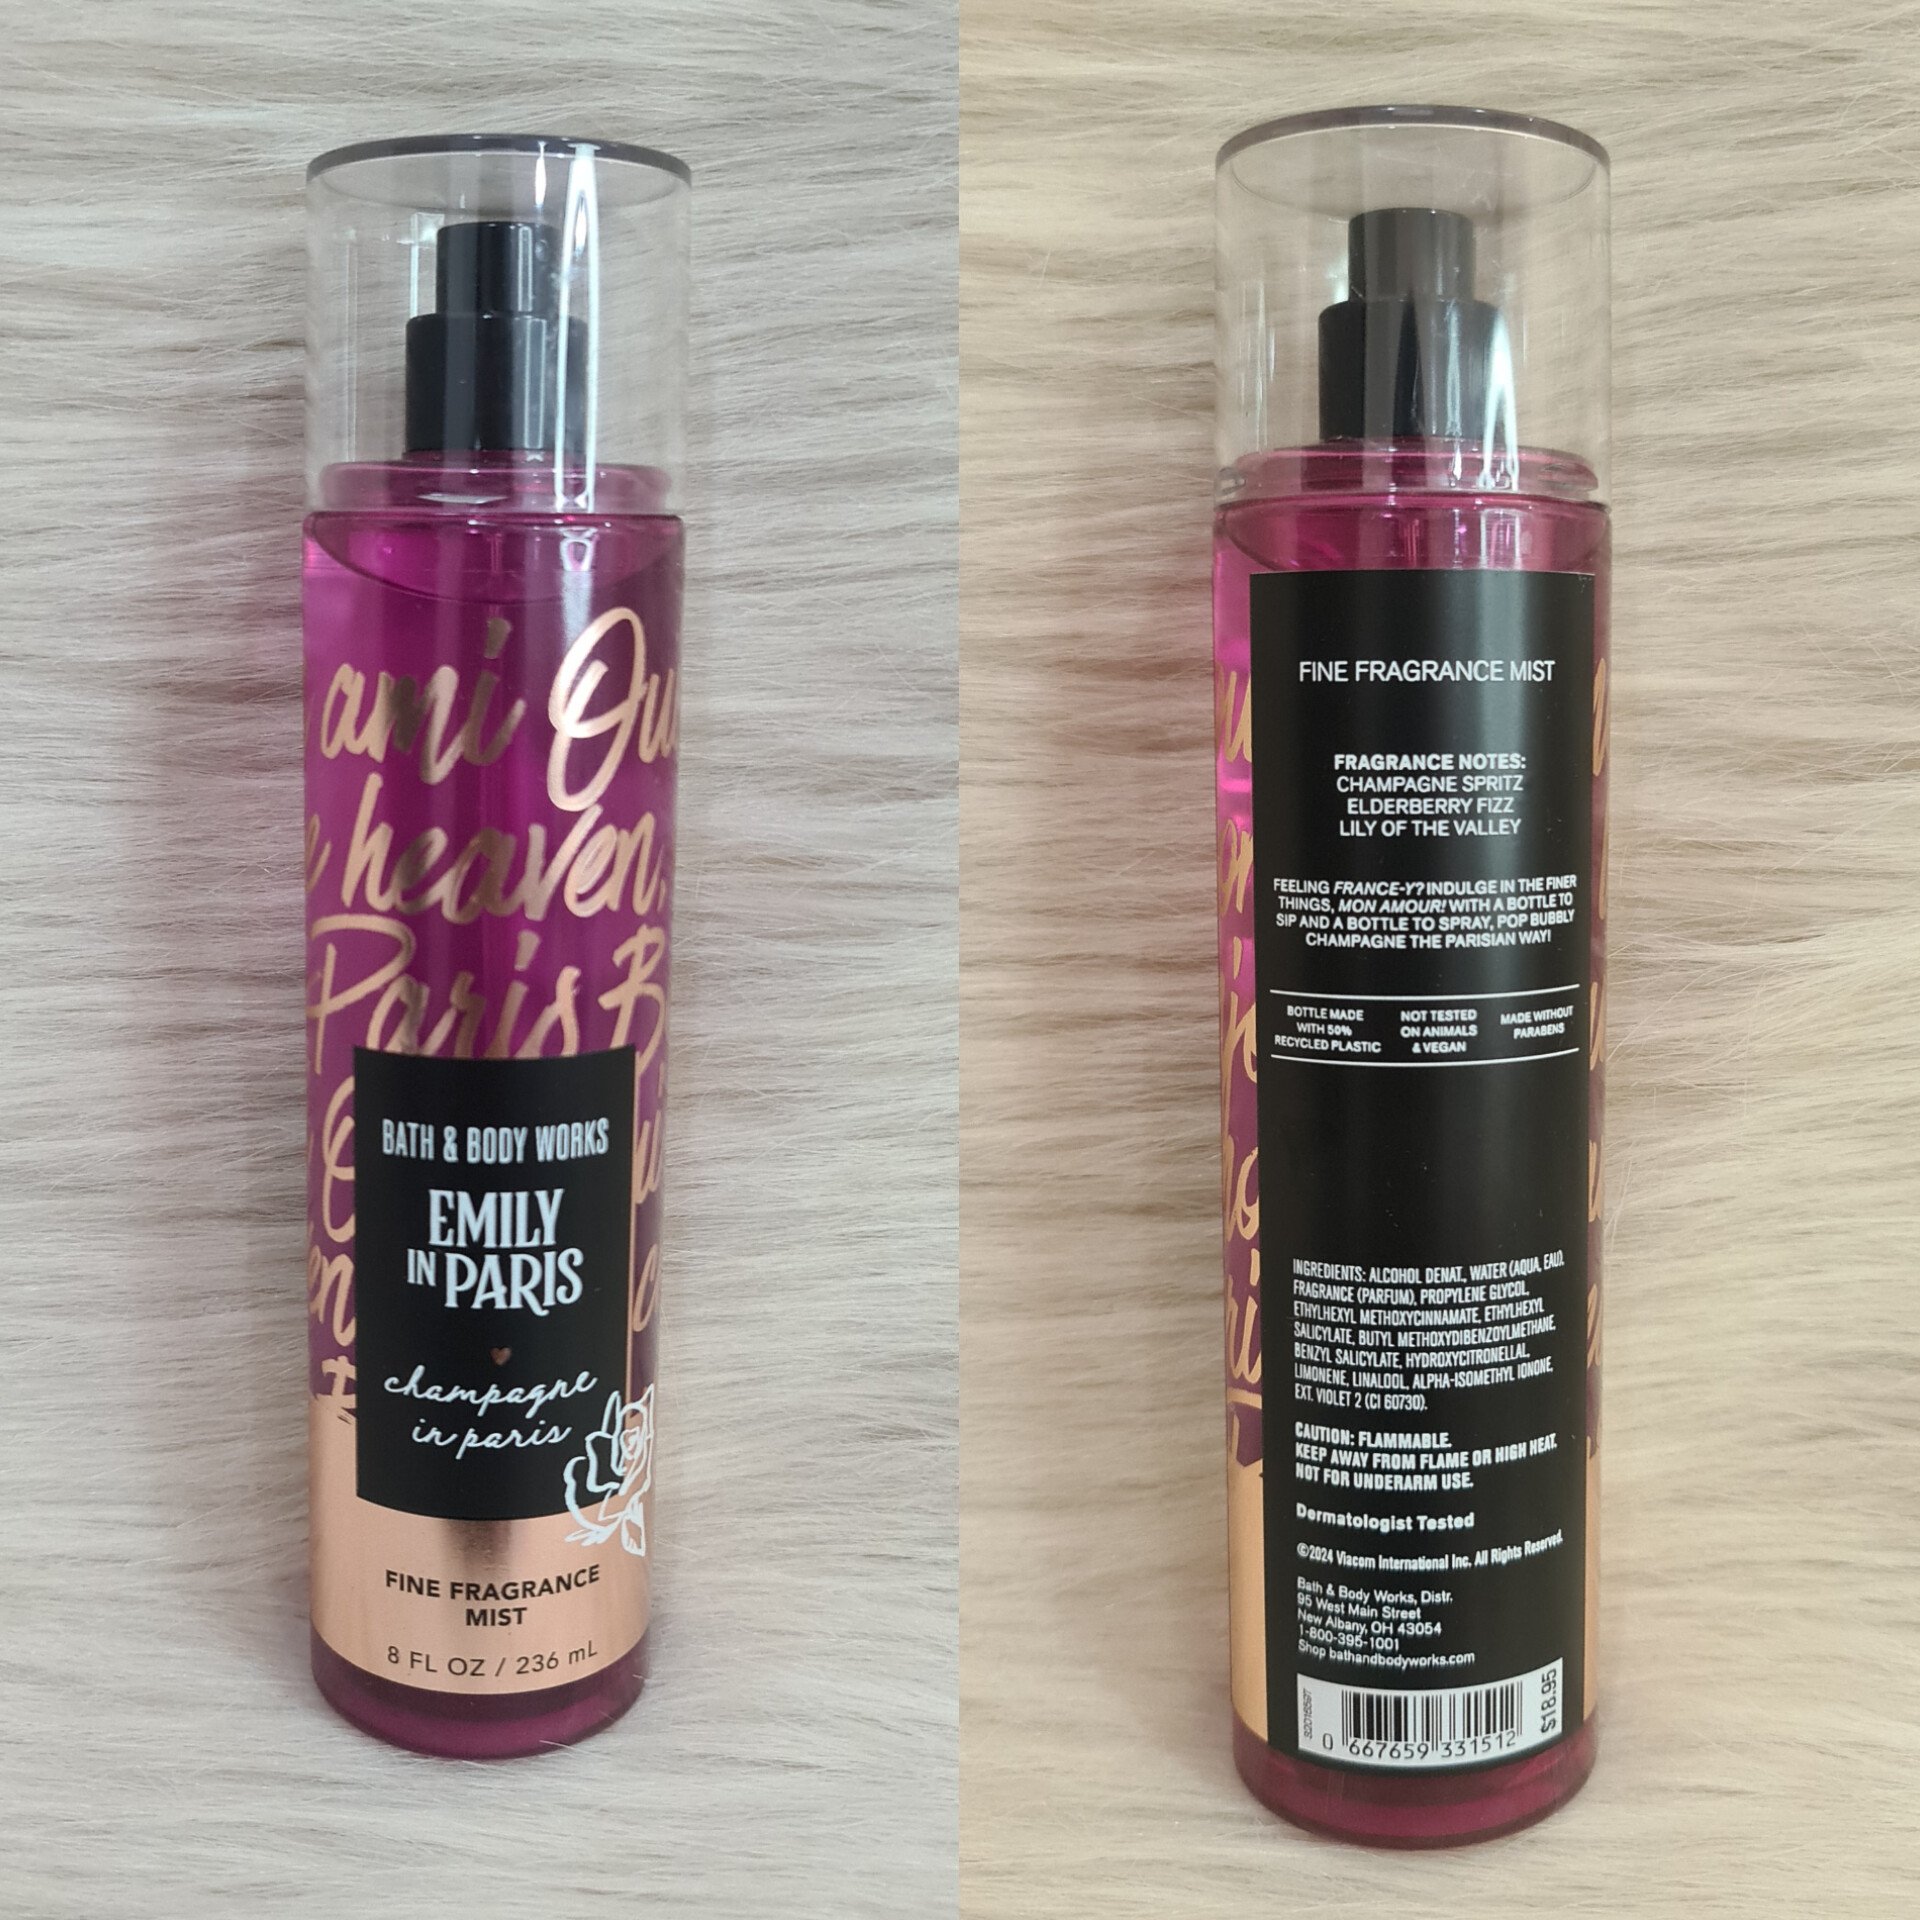 ami Ou
heaven,
Paris B
BATH & BODY WORKS
EMILY
IN PARIS
champagne
in paris
FINE FRAGRANCE
MIST
8 FL OZ / 236 mL
FINE FRAGRANCE MIST
FRAGRANCE NOTES:
CHAMPAGNE SPRITZ
ELDERBERRY FIZZ
LILY OF THE VALLEY
FEELING FRANCE-Y? INDULGE IN THE FINER
THINGS, MON AMOUR! WITH A BOTTLE TO
SIP AND A BOTTLE TO SPRAY, POP BUBBLY
CHAMPAGNE THE PARISIAN WAY!
BOTTLE MADE
WITH 50%
RECYCLED PLASTIC
NOT TESTED
ON ANIMALS
& VEGAN
MADE WITHOUT
PARABENS
INGREDIENTS: ALCOHOL DENAT., WATER (AQUA, EAU),
FRAGRANCE (PARFUM), PROPYLENE GLYCOL,
ETHYLHEXYL METHOXYCINNAMATE, ETHYLHEXYL
SALICYLATE, BUTYL METHOXYDIBENZOYLMETHANE,
BENZYL SALICYLATE, HYDROXYCITRONELLAL,
LIMONENE, LINALOOL, ALPHA-ISOMETHYL IONONE,
EXT. VIOLET 2 (CI 60730).
CAUTION: FLAMMABLE.
KEEP AWAY FROM FLAME OR HIGH HEAT.
NOT FOR UNDERARM USE.
Dermatologist Tested
©2024 Viacom International Inc. All Rights Reserved.
Bath & Body Works, Distr.
95 West Main Street
New Albany, OH 43054
1-800-395-1001
Shop bathandbodyworks.com
0 667659 331512
$18.95